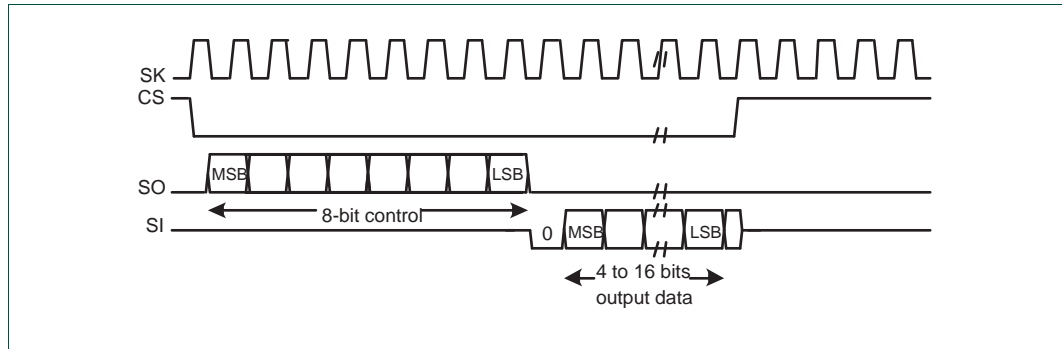 SK
CS
SO
MSB
LSB
8-bit control
SI
0
MSB
LSB
4 to 16 bits
output data